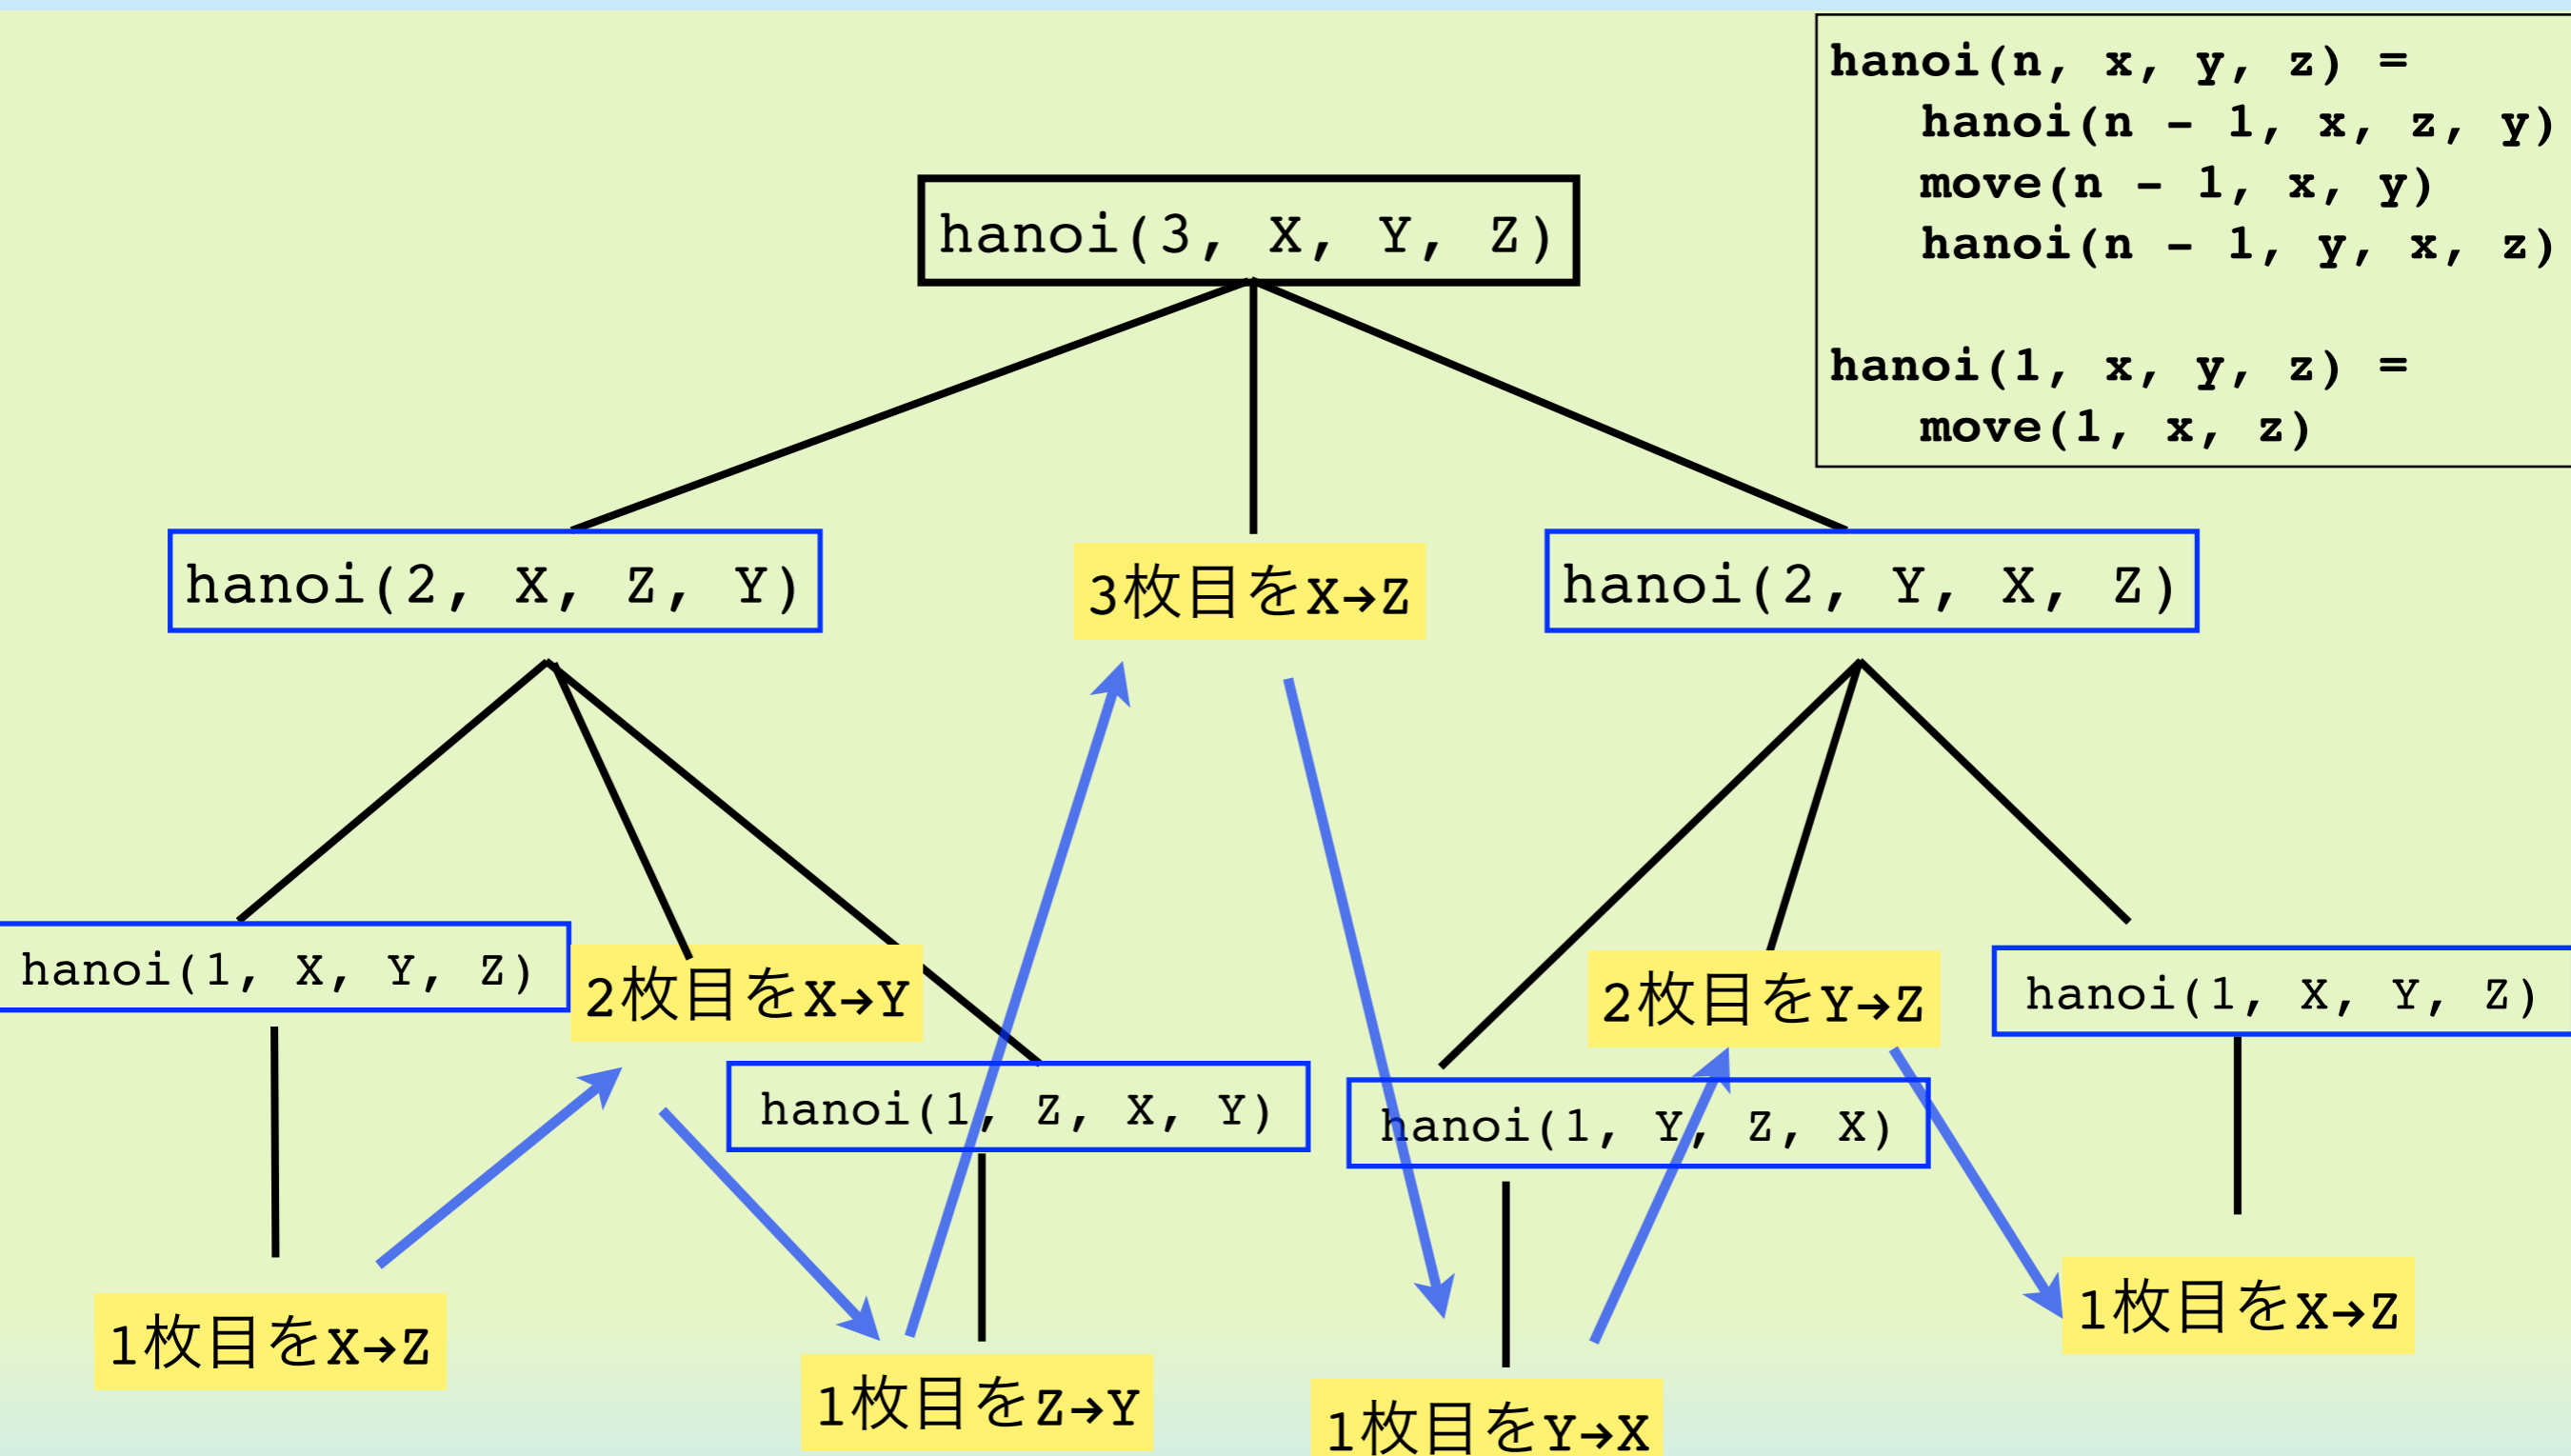 hanoi(n, x, y, z) =
hanoi(n - 1, x, z, y)
move(n - 1, x, y)
hanoi(n - 1, y, x, z)
hanoi(1, x, y, z) =
move(1, x, z)
hanoi(3, X, Y, Z)
hanoi(2, X, Z, Y)
3枚目をX→Z
hanoi(2, Y, X, Z)
hanoi(1, X, Y, Z)
2枚目をX→Y
hanoi(1, Z, X, Y)
hanoi(1, Y, Z, X)
2枚目をY→Z
hanoi(1, X, Y, Z)
1枚目をX→Z
1枚目をZ→Y
1枚目をY→X
1枚目をX→Z